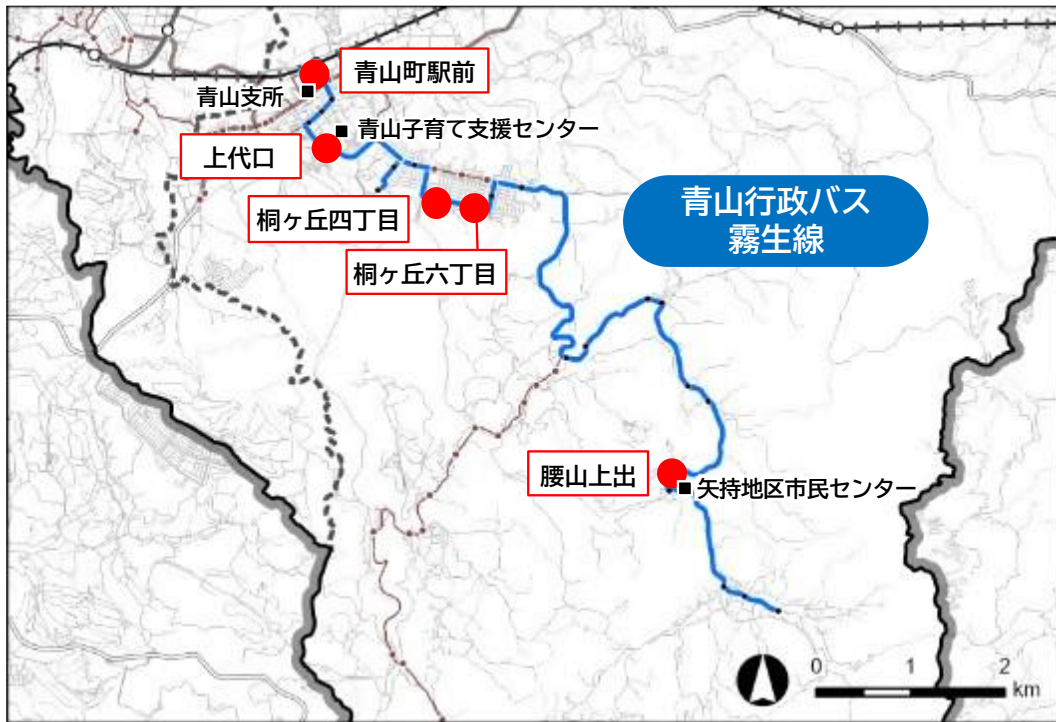 青山町駅前
青山支所
青山子育て支援センター
上代口
桐ヶ丘四丁目
桐ヶ丘六丁目
青山行政バス
霧生線
腰山上出
矢持地区市民センター
0 1 2
km